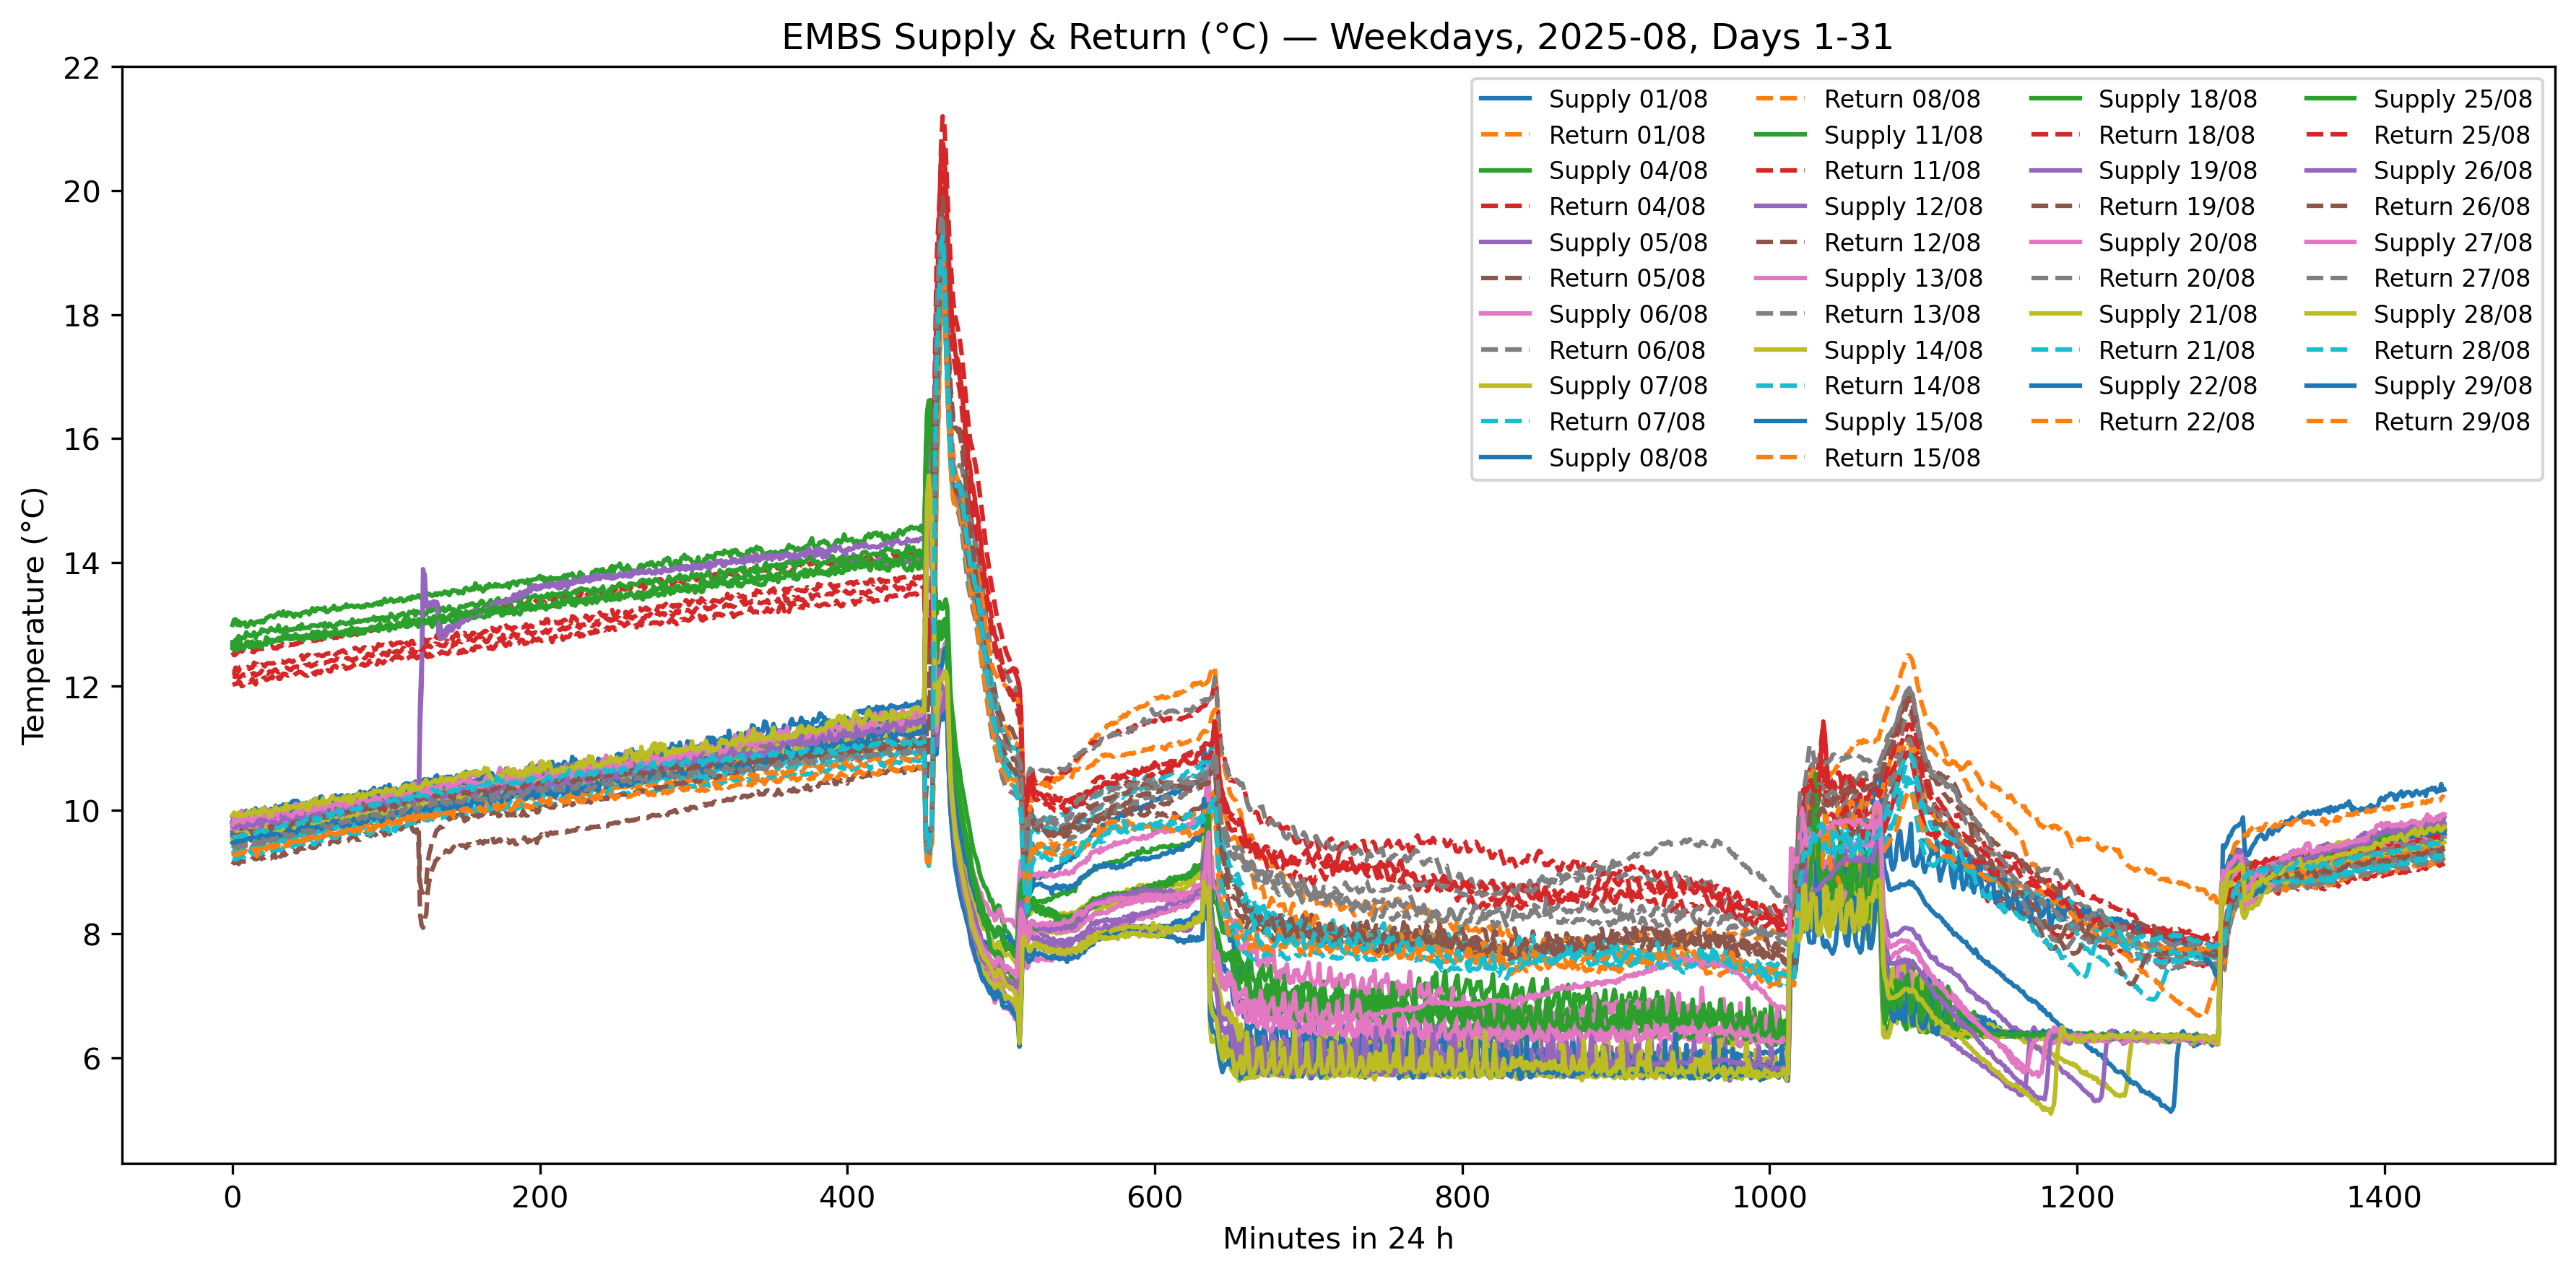 EMBS Supply & Return (°C) — Weekdays, 2025-08, Days 1-31
22
20
18
16
14
12
10
8
6
Temperature (°C)
Supply 01/08
Return 01/08
Supply 04/08
Return 04/08
Supply 05/08
Return 05/08
Supply 06/08
Return 06/08
Supply 07/08
Return 07/08
Supply 08/08
Return 08/08
Supply 11/08
Return 11/08
Supply 12/08
Return 12/08
Supply 13/08
Return 13/08
Supply 14/08
Return 14/08
Supply 15/08
Return 15/08
Supply 18/08
Return 18/08
Supply 19/08
Return 19/08
Supply 20/08
Return 20/08
Supply 21/08
Return 21/08
Supply 22/08
Return 22/08
Supply 25/08
Return 25/08
Supply 26/08
Return 26/08
Supply 27/08
Return 27/08
Supply 28/08
Return 28/08
Supply 29/08
Return 29/08
0 200 400 600 800 1000 1200 1400
Minutes in 24 h